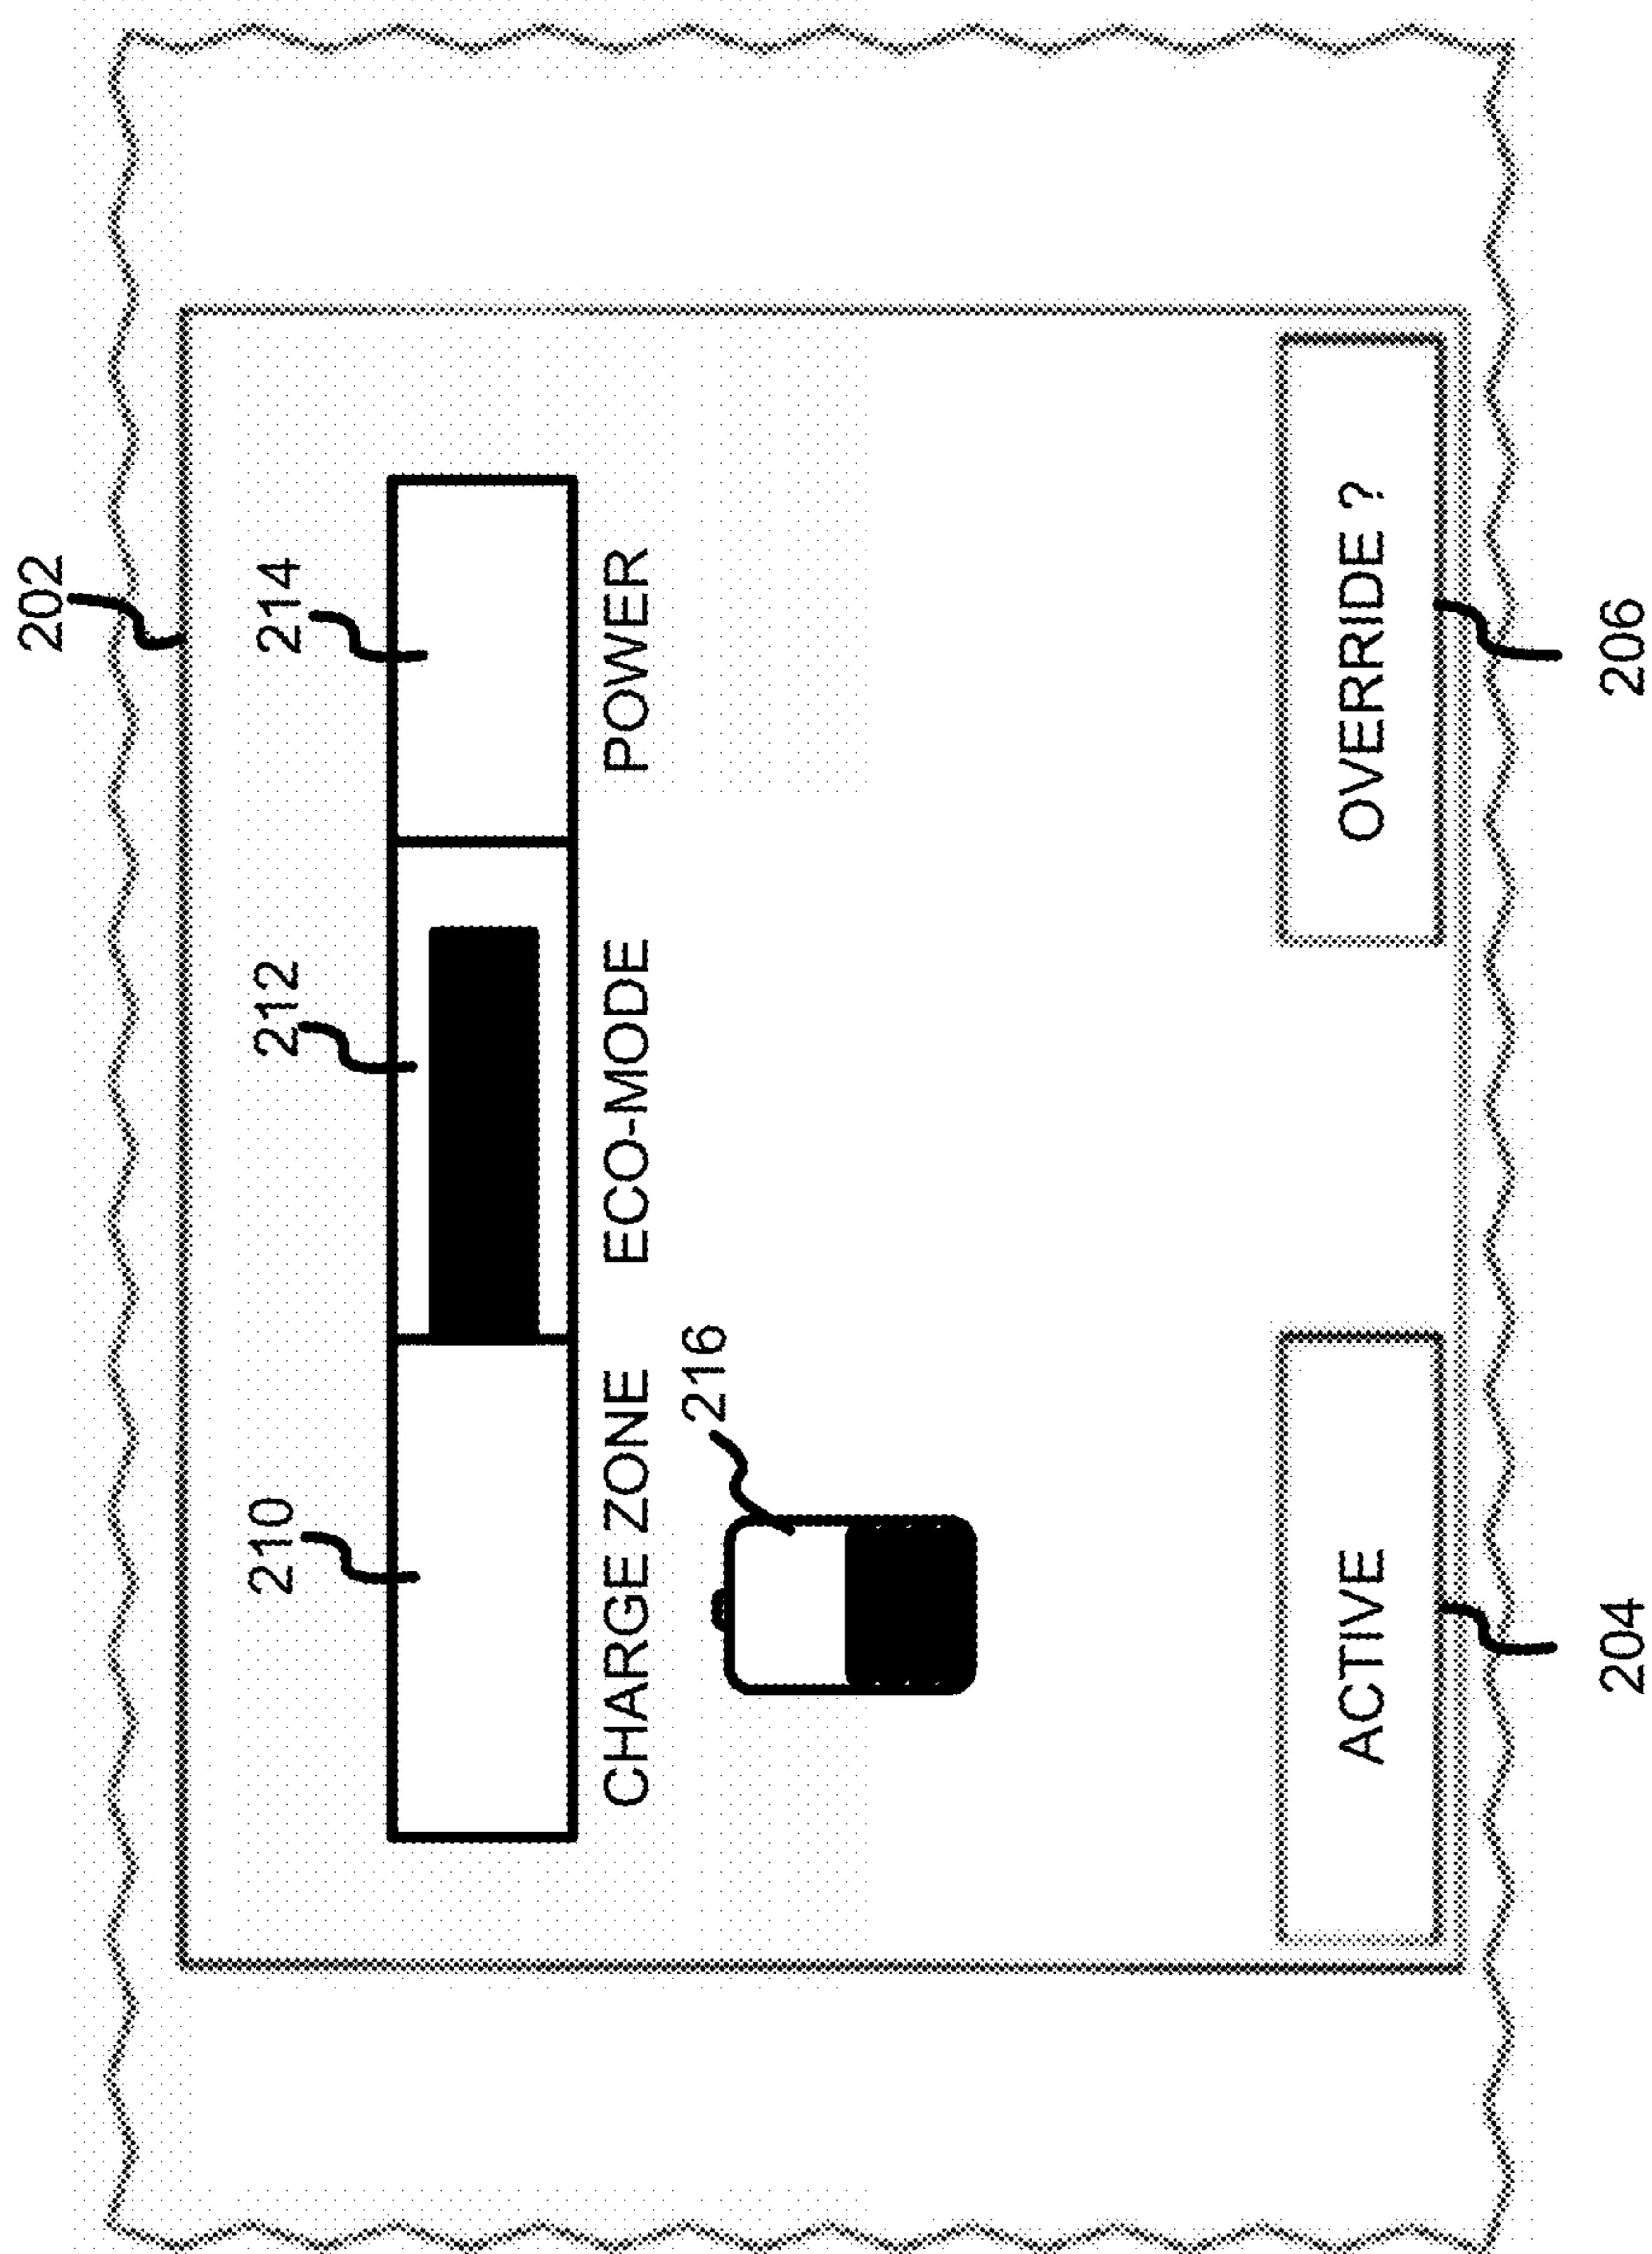 202
210 212 214
CHARGE ZONE ECO-MODE POWER
216
ACTIVE OVERRIDE ?
204 206